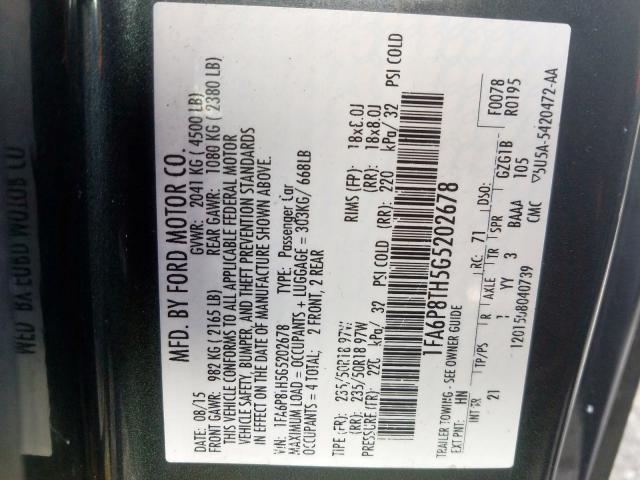 MFD. BY FORD MOTOR CO.
DATE: 08/15 GVWR: 2041 KG ( 4500 LB)
FRONT GAWR: 982 KG ( 2165 LB) REAR GAWR: 1080 KG ( 2380 LB)
THIS VEHICLE CONFORMS TO ALL APPLICABLE FEDERAL MOTOR
VEHICLE SAFETY, BUMPER, AND THEFT PREVENTION STANDARDS
IN EFFECT ON THE DATE OF MANUFACTURE SHOWN ABOVE.
VIN: 1FA6P8TH5G5202678 TYPE: Passenger Car
MAXIMUM LOAD = OCCUPANTS + LUGGAGE = 303KG/ 668LB
OCCUPANTS = 4 TOTAL: 2 FRONT, 2 REAR
TIRE (FR): 235/50R18 97W RIMS (FP): 18x8.0J
(RR): 235/50R18 97W (RR): 18x8.0J
PRESSURE (FR): 220 kPa/ 32 PSI COLD (RR): 220 kPa/ 32 PSI COLD
1FA6P8TH5G5202678
TRAILER TOWING - SEE OWNER GUIDE
EXT PNT: HN RC: 71 DSO: F0078
R0195
INT TR TP/PS R AXLE TR SPR
21 1 YY 3 BAAA GZG1B
105
CMC
5U5A-5420472-AA